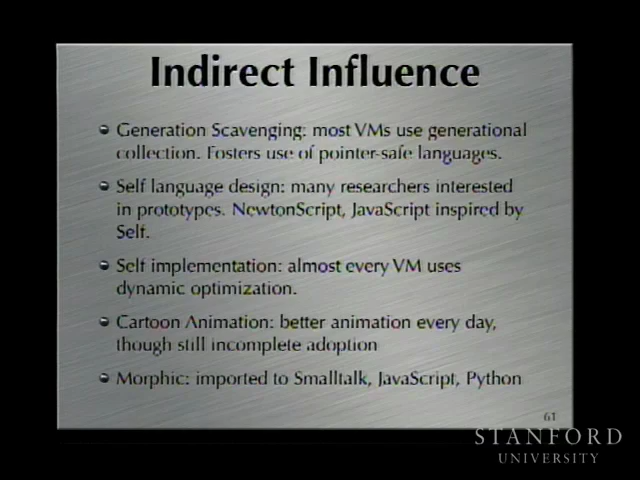 Indirect Influence
Generation Scavenging: most VMs use generational
collection. Fosters use of pointer-safe languages.
Self language design: many researchers interested
in prototypes. NewtonScript, JavaScript inspired by
Self.
Self implementation: almost every VM uses
dynamic optimization.
Cartoon Animation: better animation every day,
though still incomplete adoption
Morphic: imported to Smalltalk, JavaScript, Python
61
STANFORD
UNIVERSITY